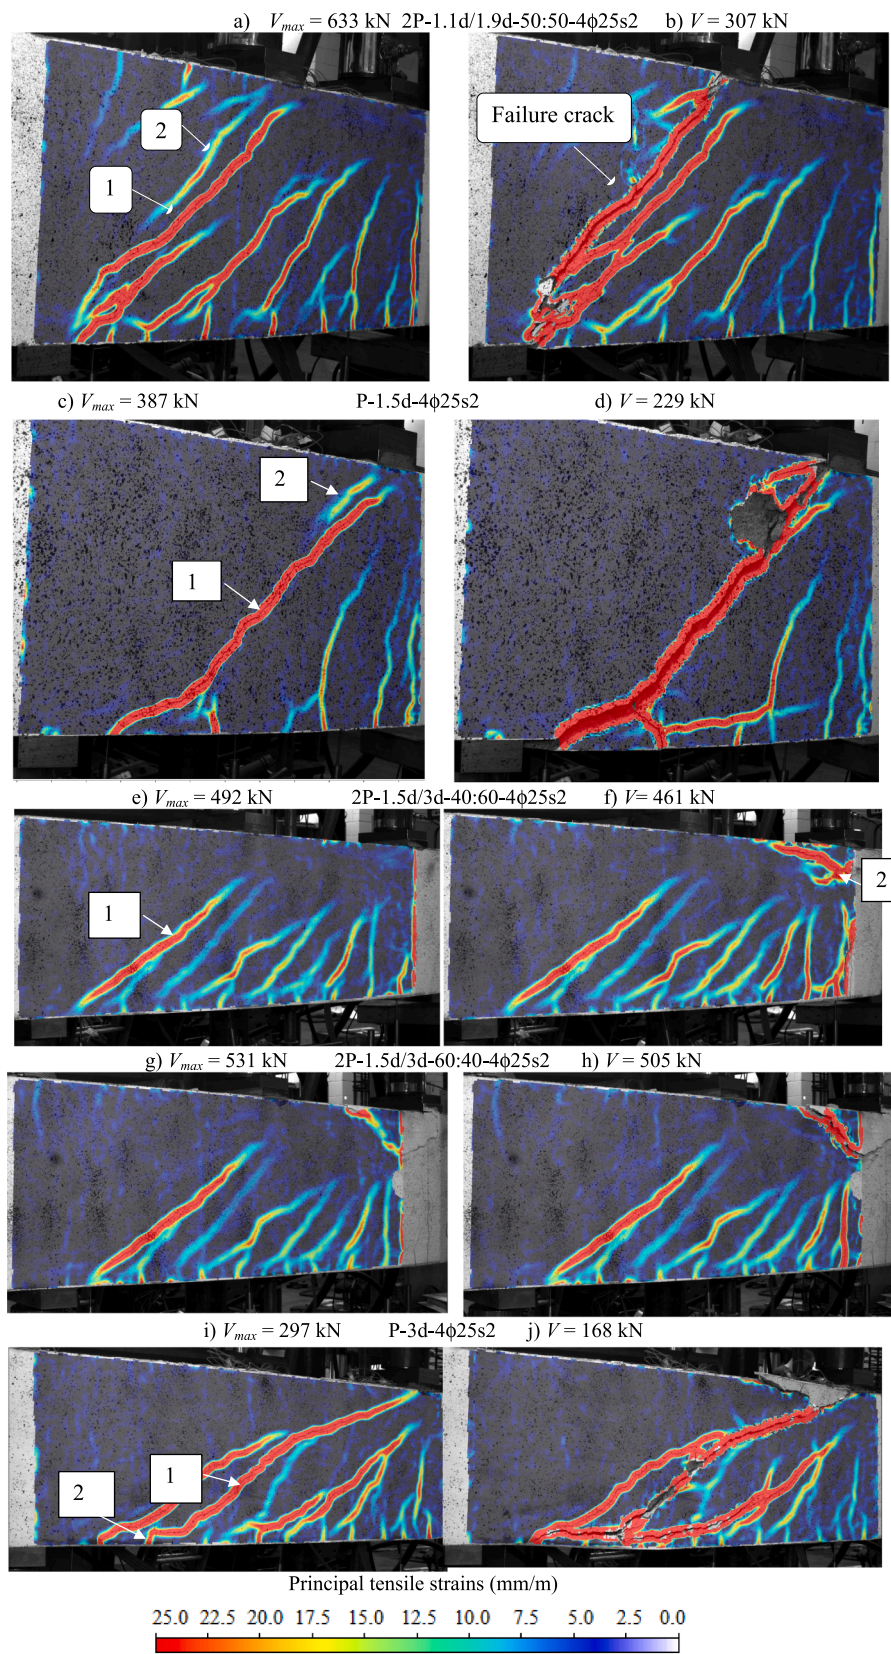 a) Vmax = 633 kN 2P-1.1d/1.9d-50:50-4ϕ25s2 b) V = 307 kN
2
1
Failure crack
c) Vmax = 387 kN P-1.5d-4ϕ25s2 d) V = 229 kN
2
1
e) Vmax = 492 kN 2P-1.5d/3d-40:60-4ϕ25s2 f) V= 461 kN
1
2
g) Vmax = 531 kN 2P-1.5d/3d-60:40-4ϕ25s2 h) V = 505 kN
i) Vmax = 297 kN P-3d-4ϕ25s2 j) V = 168 kN
1
2
Principal tensile strains (mm/m)
25.0 22.5 20.0 17.5 15.0 12.5 10.0 7.5 5.0 2.5 0.0